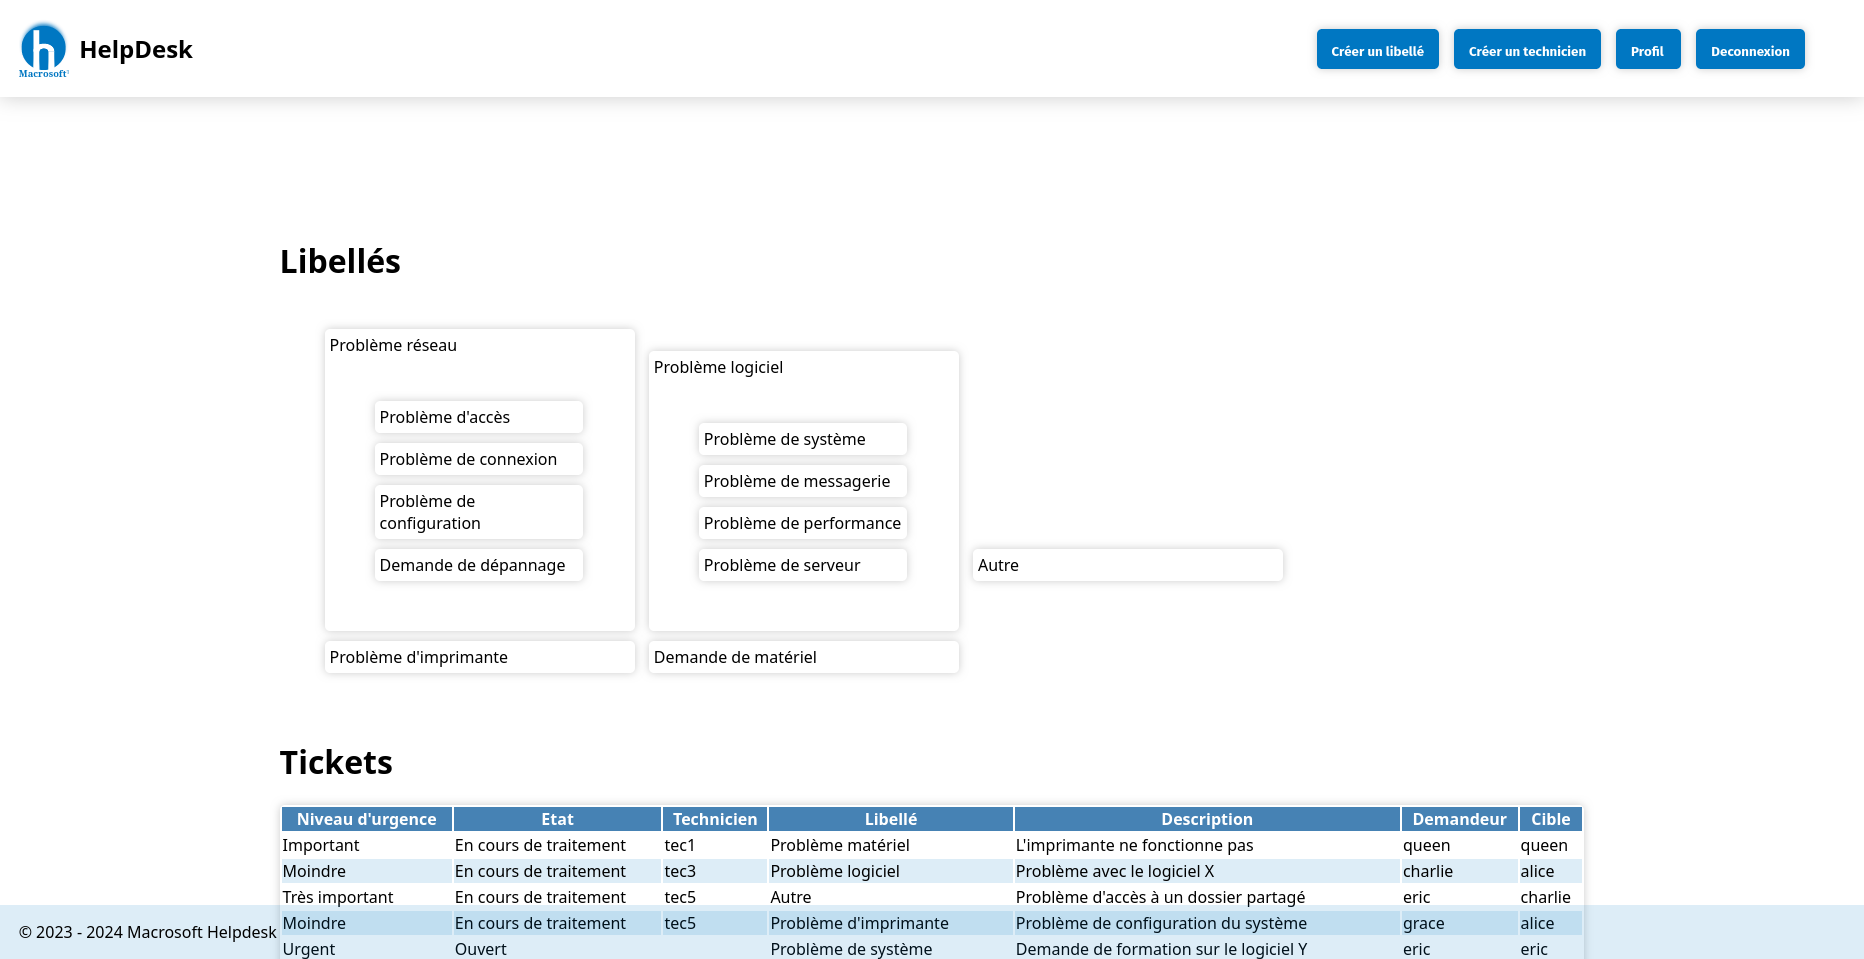 Macrosoft
HelpDesk
Créer un libellé
Créer un technicien
Profil
Deconnexion
Libellés
Problème réseau
Problème d'accès
Problème de connexion
Problème de
configuration
Demande de dépannage
Problème logiciel
Problème de système
Problème de messagerie
Problème de performance
Problème de serveur
Autre
Problème d'imprimante
Demande de matériel
Tickets
Niveau d'urgence Etat Technicien Libellé Description Demandeur Cible
Important En cours de traitement tec1 Problème matériel L'imprimante ne fonctionne pas queen queen
Moindre En cours de traitement tec3 Problème logiciel Problème avec le logiciel X charlie alice
Très important En cours de traitement tec5 Autre Problème d'accès à un dossier partagé eric charlie
Moindre En cours de traitement tec5 Problème d'imprimante Problème de configuration du système grace alice
Urgent Ouvert Problème de système Demande de formation sur le logiciel Y eric eric
© 2023 - 2024 Macrosoft Helpdesk